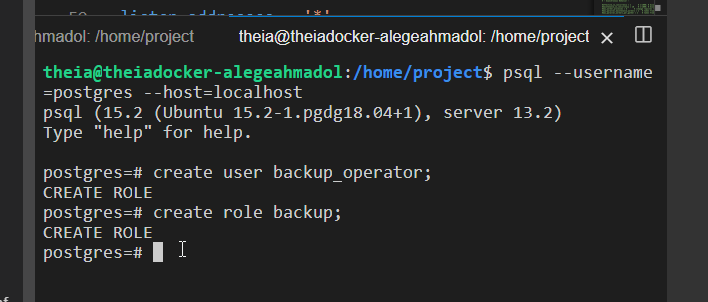 59 listen_addresses = '*'
hmadol: /home/project theia@theiadocker-alegeahmadol: /home/project
theia@theiadocker-alegeahmadol:/home/project$ psql --username
=postgres --host=localhost
psql (15.2 (Ubuntu 15.2-1.pgdg18.04+1), server 13.2)
Type "help" for help.
postgres=# create user backup_operator;
CREATE ROLE
postgres=# create role backup;
CREATE ROLE
postgres=#